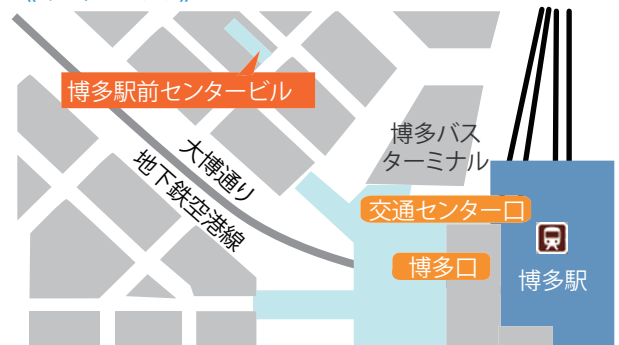 博多駅前センタービル
博多バス
ターミナル
大博通り
地下鉄空港線
交通センター口
博多口
博多駅